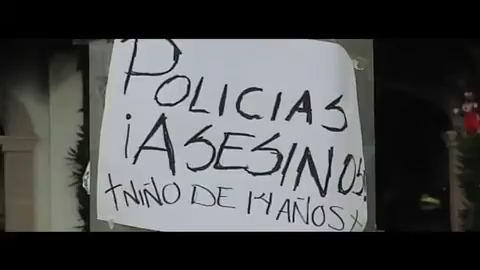 POLICIAS
¡ASESINOS!
+ NIÑO DE 14 AÑOS +